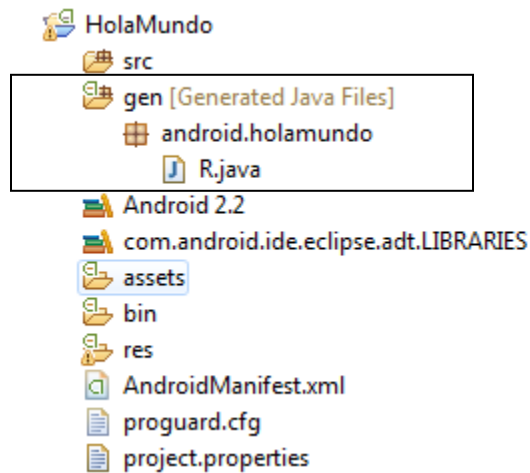 HolaMundo
src
gen [Generated Java Files]
android.holamundo
R.java
Android 2.2
com.android.ide.eclipse.adt.LIBRARIES
assets
bin
res
AndroidManifest.xml
proguard.cfg
project.properties